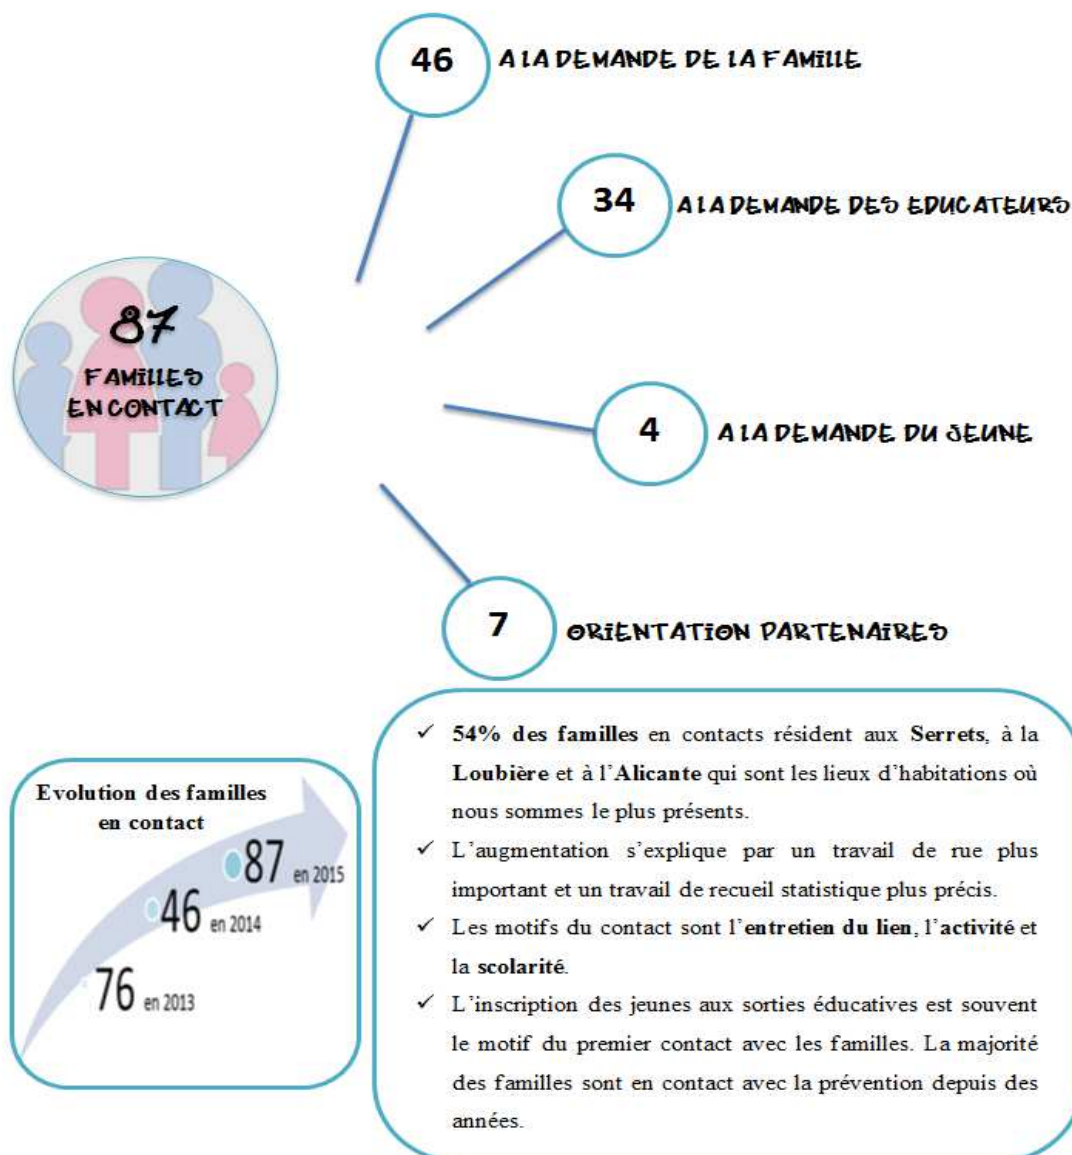 46
A LA DEMANDE DE LA FAMILLE
34
A LA DEMANDE DES EDUCATEURS
87
FAMILLES
EN CONTACT
4
A LA DEMANDE DU JEUNE
7
ORIENTATION PARTENAIRES
Evolution des familles
en contact
87 en 2015
46 en 2014
76 en 2013
✓ 54% des familles en contacts résident aux Serrets, à la
Loubière et à l'Alicante qui sont les lieux d'habitations où
nous sommes le plus présents.
✓ L'augmentation s'explique par un travail de rue plus
important et un travail de recueil statistique plus précis.
✓ Les motifs du contact sont l'entretien du lien, l'activité et
la scolarité.
✓ L'inscription des jeunes aux sorties éducatives est souvent
le motif du premier contact avec les familles. La majorité
des familles sont en contact avec la prévention depuis des
années.